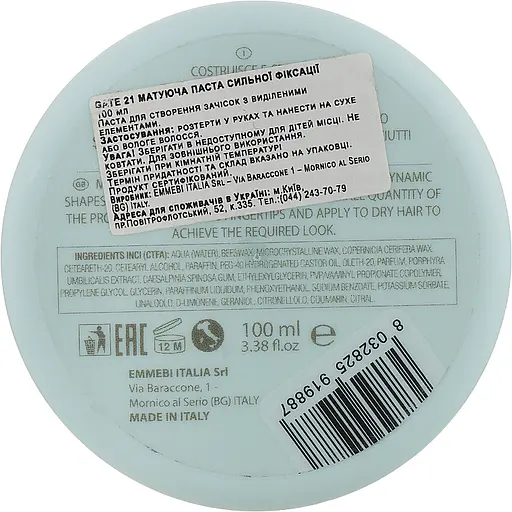 I
COSTRUISCE
GATE 21 МАТУЮЧА ПАСТА СИЛЬНОЇ ФІКСАЦІЇ
100 мл
ПАСТА ДЛЯ СТВОРЕННЯ ЗАЧІСОК З ВИДІЛЕНИМИ
ЕЛЕМЕНТАМИ.
Застосування: РОЗТЕРТИ У РУКАХ ТА НАНЕСТИ НА СУХЕ
АБО ВОЛОГЕ ВОЛОССЯ.
Увага! ЗБЕРІГАТИ В НЕДОСТУПНОМУ ДЛЯ ДІТЕЙ МІСЦІ. НЕ
КОВТАТИ. ДЛЯ ЗОВНІШНЬОГО ВИКОРИСТАННЯ.
ЗБЕРІГАТИ ПРИ КІМНАТНІЙ ТЕМПЕРАТУРІ.
ТЕРМІН ПРИДАТНОСТІ ТА СКЛАД ВКАЗАНО НА УПАКОВЦІ.
ПРОДУКТ СЕРТИФІКОВАНИЙ.
Виробник: EMMEBI ITALIA SRL – VIA BARACCONE 1 – MORNICO AL SERIO
(BG) ITALY.
Адреса для споживачів в Україні: м.Київ,
пр.Повітрофлотський, 52, к.335. Тел.:(044) 243-70-79
GB
DYNAMIC
SHAPES
QUANTITY OF
THE
FINGERTIPS AND APPLY TO DRY HAIR TO
ACHIEVE THE REQUIRED LOOK.
INGREDIENTS INCI (CTFA): AQUA (WATER), BEESWAX, MICROCRYSTALLINE WAX, COPERNICIA CERIFERA WAX,
CETEARETH-20, CETEARYL ALCOHOL, PARAFFIN, PEG-40 HYDROGENATED CASTOR OIL, OLETH-20, PARFUM, PORPHYRA
UMBILICALIS EXTRACT, CAESALPINIA SPINOSA GUM, ETHYLHEXYLGLYCERIN, PVP, VA/VINYL PROPIONATE COPOLYMER,
PROPYLENE GLYCOL, GLYCERIN, PARAFFINUM LIQUIDUM, PHENOXYETHANOL, SODIUM BENZOATE, POTASSIUM SORBATE,
LINALOOL, D-LIMONENE, GERANIOL, CITRONELLOL, COUMARIN, CITRAL.
EAC
12 M
100 ml
3.38 fl.oz
e
EMMEBI ITALIA Srl
Via Baraccone, 1 –
Mornico al Serio (BG) ITALY
MADE IN ITALY
8 032825 919887